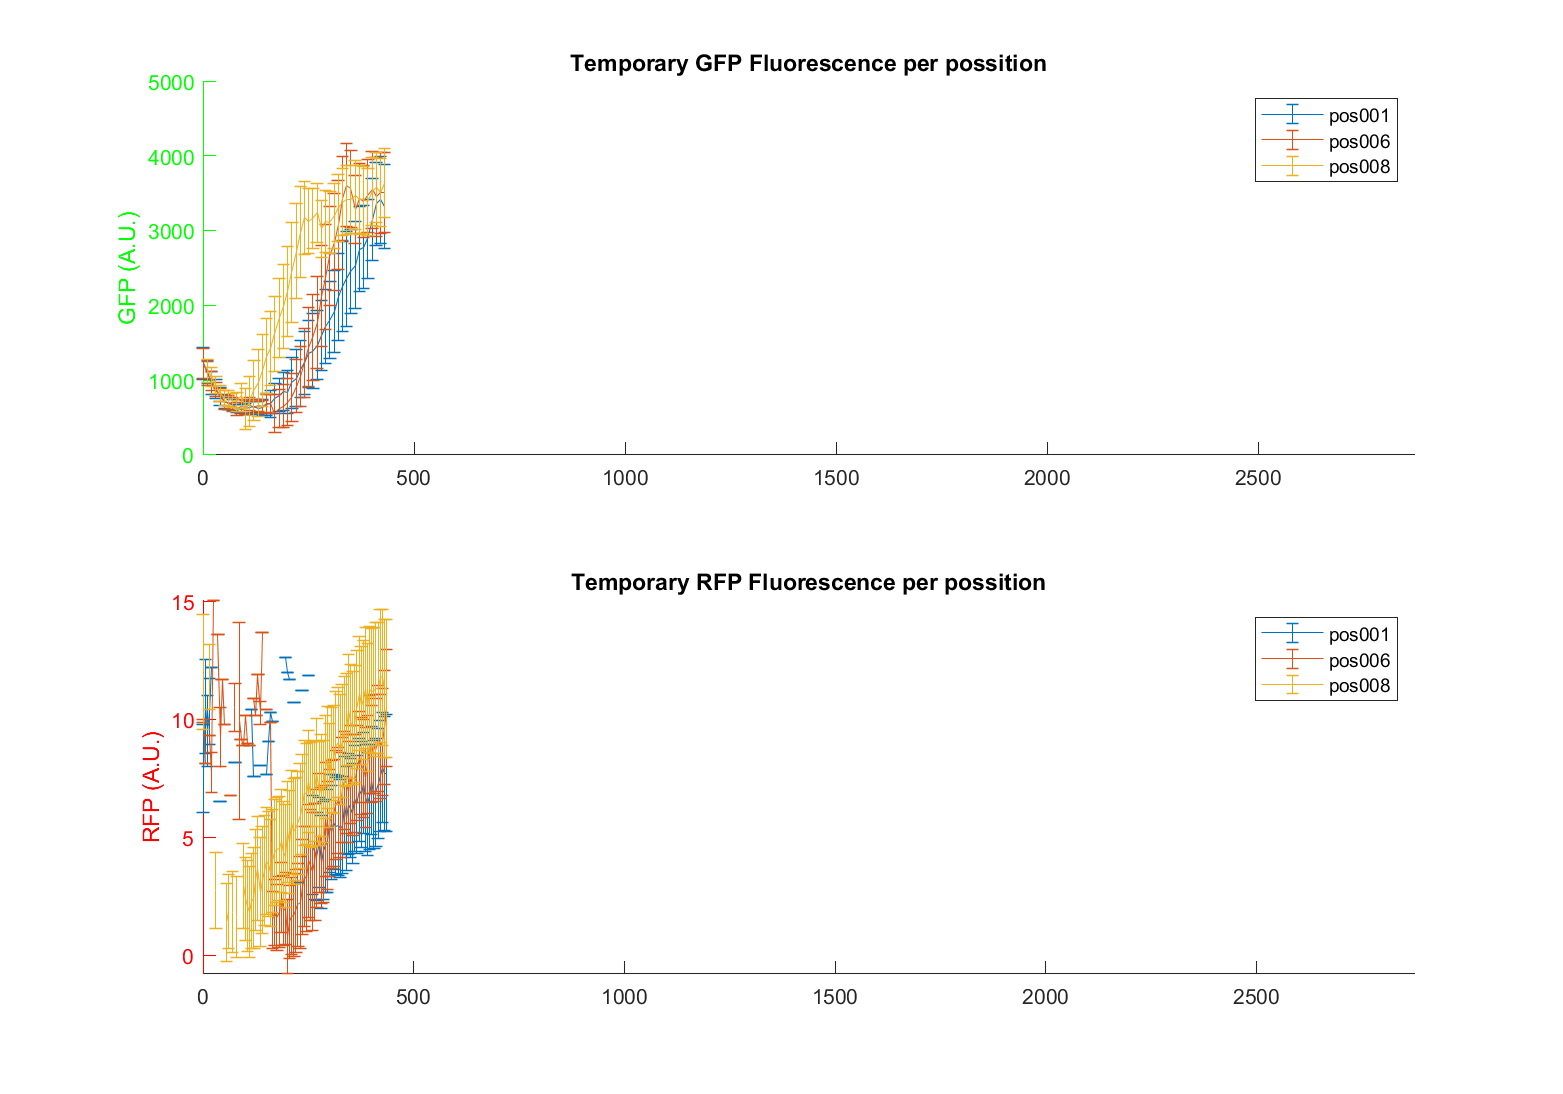 Temporary GFP Fluorescence per possition
5000
4000
3000
2000
1000
0
GFP (A.U.)
pos001
pos006
pos008
0 500 1000 1500 2000 2500
Temporary RFP Fluorescence per possition
15
10
5
0
RFP (A.U.)
pos001
pos006
pos008
0 500 1000 1500 2000 2500